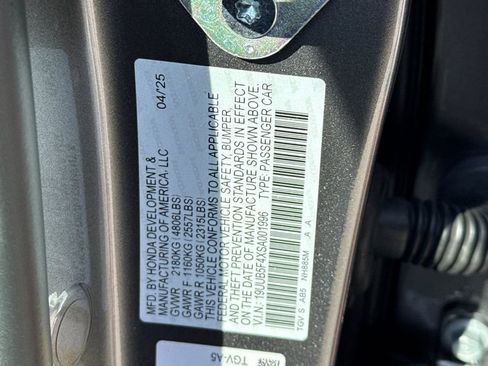 MFD BY HONDA DEVELOPMENT & 04/25
MANUFACTURING OF AMERICA, LLC
GVWR 2180KG (4806LBS)
GAWR F 1160KG (2557LBS)
GAWR R 1050KG (2315LBS)
THIS VEHICLE CONFORMS TO ALL APPLICABLE
FEDERAL MOTOR VEHICLE SAFETY, BUMPER,
AND THEFT PREVENTION STANDARDS IN EFFECT
ON THE DATE OF MANUFACTURE SHOWN ABOVE.
V.I.N.: 19UUB5F4XSA001996 TYPE:PASSENGER CAR
TGV S A85 NH885M A A
TGV-A5